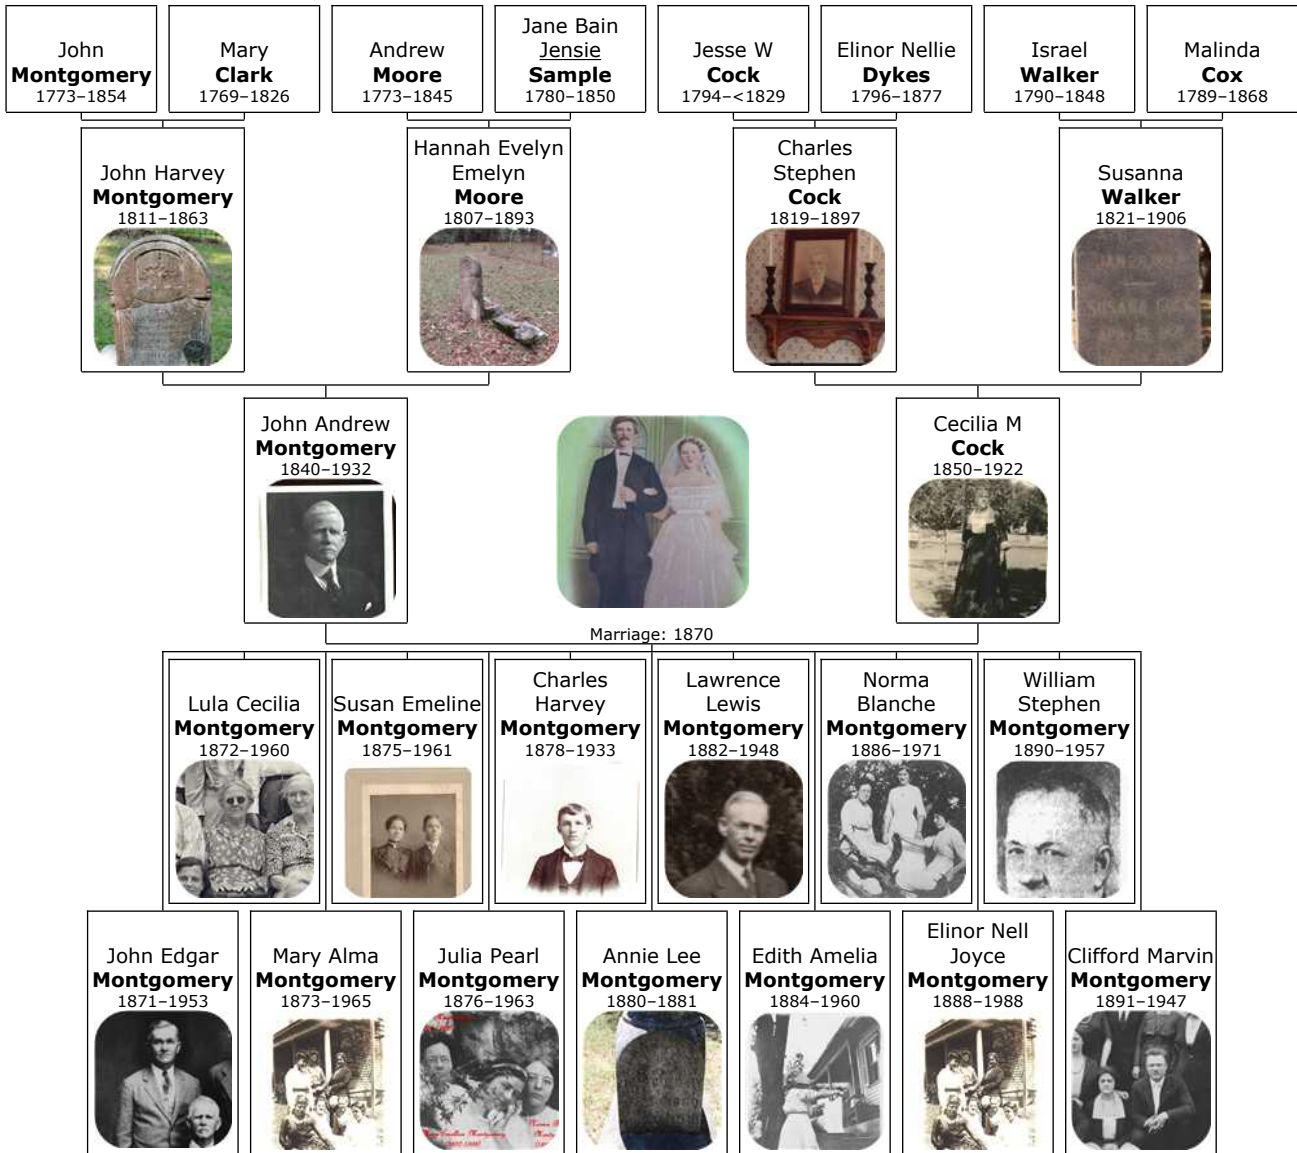 John
Montgomery
1773–1854
Mary
Clark
1769–1826
Andrew
Moore
1773–1845
Jane Bain
Jensie
Sample
1780–1850
Jesse W
Cock
1794–<1829
Elinor Nellie
Dykes
1796–1877
Israel
Walker
1790–1848
Malinda
Cox
1789–1868
John Harvey
Montgomery
1811–1863
Hannah Evelyn
Emelyn
Moore
1807–1893
Charles
Stephen
Cock
1819–1897
Susanna
Walker
1821–1906
John Andrew
Montgomery
1840–1932
Cecilia M
Cock
1850–1922
Marriage: 1870
Lula Cecilia
Montgomery
1872–1960
Susan Emeline
Montgomery
1875–1961
Charles
Harvey
Montgomery
1878–1933
Lawrence
Lewis
Montgomery
1882–1948
Norma
Blanche
Montgomery
1886–1971
William
Stephen
Montgomery
1890–1957
John Edgar
Montgomery
1871–1953
Mary Alma
Montgomery
1873–1965
Julia Pearl
Montgomery
1876–1963
Annie Lee
Montgomery
1880–1881
Edith Amelia
Montgomery
1884–1960
Elinor Nell
Joyce
Montgomery
1888–1988
Clifford Marvin
Montgomery
1891–1947